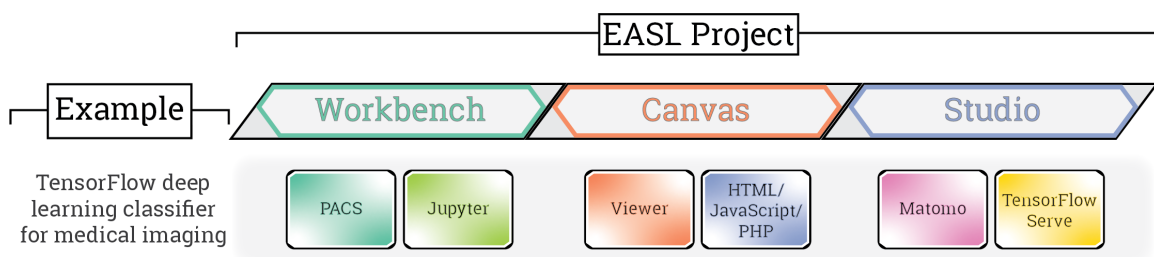 EASL Project
Example
Workbench
Canvas
Studio
TensorFlow deep
learning classifier
for medical imaging
PACS
Jupyter
Viewer
HTML/
JavaScript/
PHP
Matomo
TensorFlow
Serve